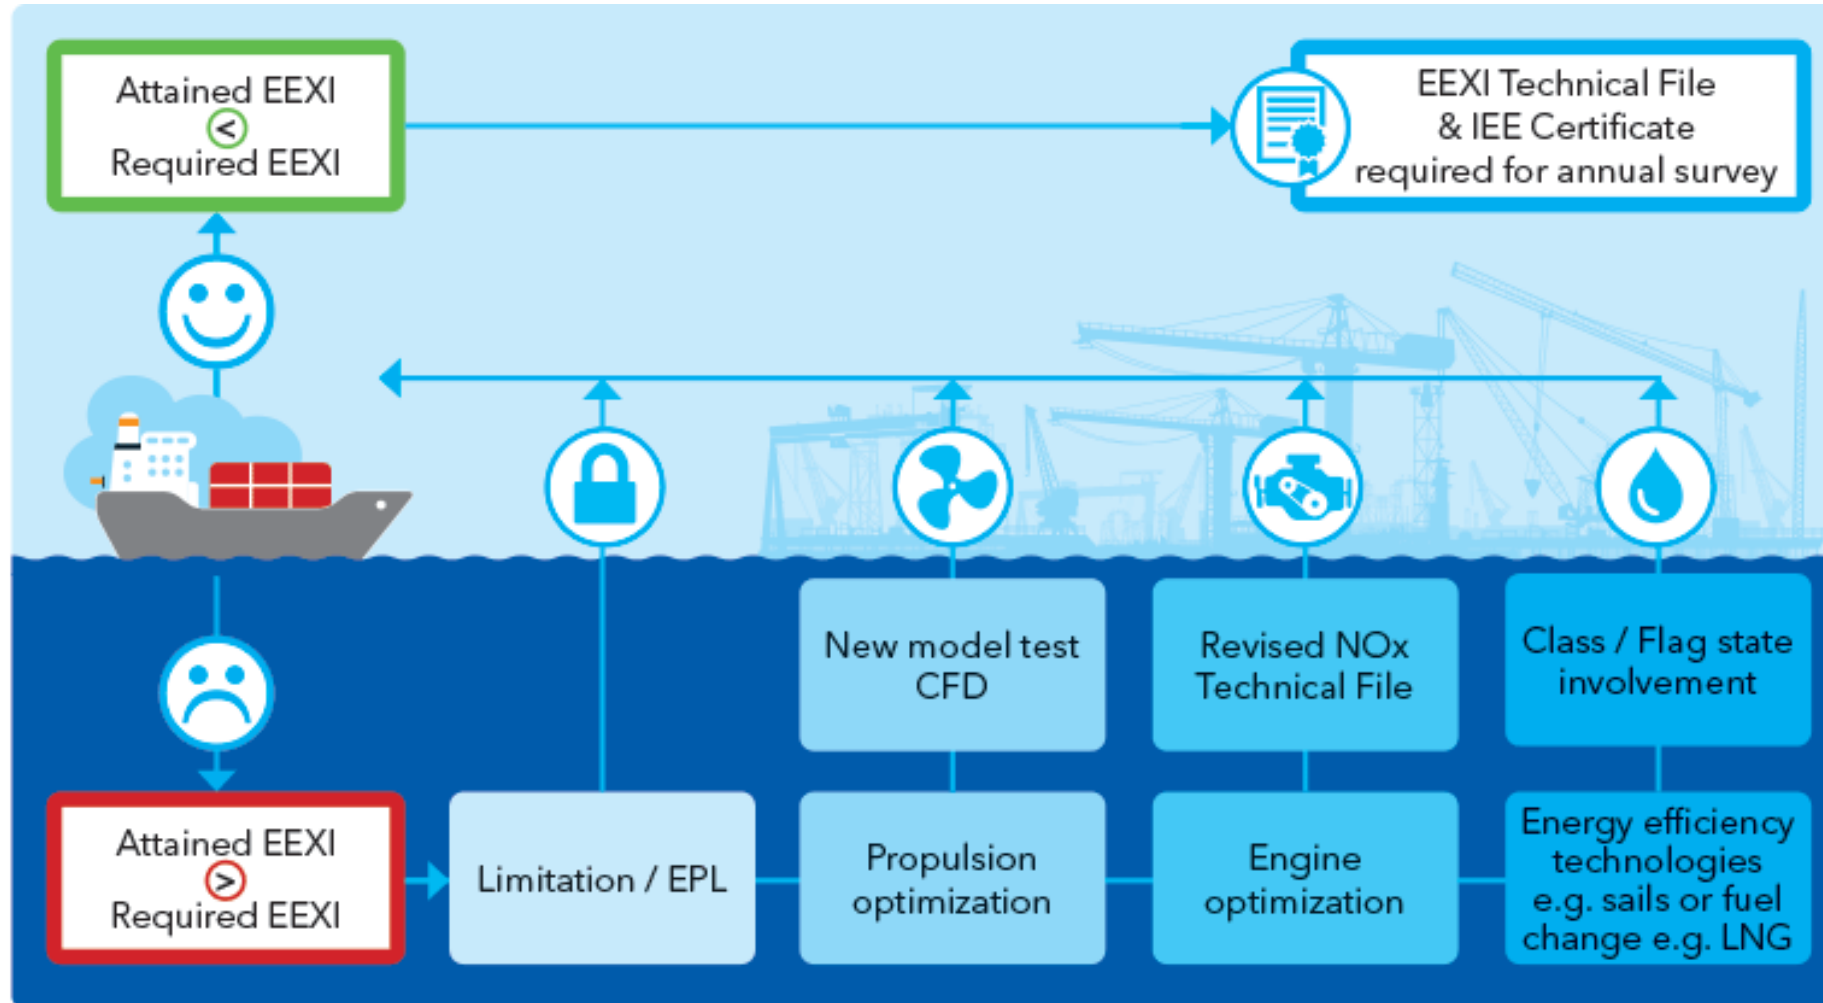 Attained EEXI
<
Required EEXI
EEXI Technical File
& IEE Certificate
required for annual survey
New model test
CFD
Revised NOx
Technical File
Class / Flag state
involvement
Attained EEXI
>
Required EEXI
Limitation / EPL
Propulsion
optimization
Engine
optimization
Energy efficiency
technologies
e.g. sails or fuel
change e.g. LNG